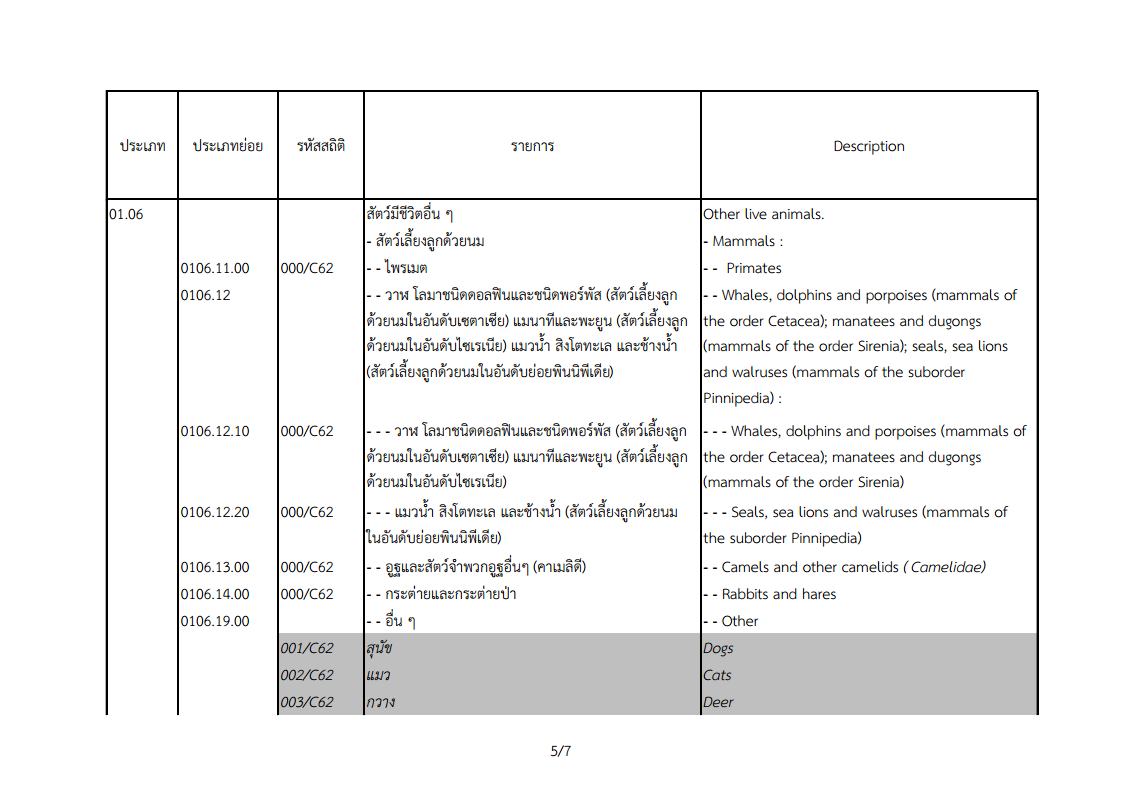 ประเภท ประเภทย่อย รหัสสถิติ รายการ Description
01.06 สัตว์มีชีวิตอื่น ๆ Other live animals.
- สัตว์เลี้ยงลูกด้วยนม - Mammals :
0106.11.00 000/C62 - - ไพรเมต - - Primates
0106.12 - - วาฬ โลมาชนิดดอลฟินและชนิดพอร์พัส (สัตว์เลี้ยงลูก - - Whales, dolphins and porpoises (mammals of
ด้วยนมในอันดับเซตาเซีย) แมนาทีและพะยูน (สัตว์เลี้ยงลูก the order Cetacea); manatees and dugongs
ด้วยนมในอันดับไซเรเนีย) แมวน้ำ สิงโตทะเล และช้างน้ำ (mammals of the order Sirenia); seals, sea lions
(สัตว์เลี้ยงลูกด้วยนมในอันดับย่อยพินนิพีเดีย) and walruses (mammals of the suborder
Pinnipedia) :
0106.12.10 000/C62 - - - วาฬ โลมาชนิดดอลฟินและชนิดพอร์พัส (สัตว์เลี้ยงลูก - - - Whales, dolphins and porpoises (mammals of
ด้วยนมในอันดับเซตาเซีย) แมนาทีและพะยูน (สัตว์เลี้ยงลูก the order Cetacea); manatees and dugongs
ด้วยนมในอันดับไซเรเนีย) (mammals of the order Sirenia)
0106.12.20 000/C62 - - - แมวน้ำ สิงโตทะเล และช้างน้ำ (สัตว์เลี้ยงลูกด้วยนม - - - Seals, sea lions and walruses (mammals of
ในอันดับย่อยพินนิพีเดีย) the suborder Pinnipedia)
0106.13.00 000/C62 - - อูฐและสัตว์จำพวกอูฐอื่นๆ (คาเมลิดี) - - Camels and other camelids ( Camelidae)
0106.14.00 000/C62 - - กระต่ายและกระต่ายป่า - - Rabbits and hares
0106.19.00 - - อื่น ๆ - - Other
001/C62 สุนัข Dogs
002/C62 แมว Cats
003/C62 กวาง Deer
5/7